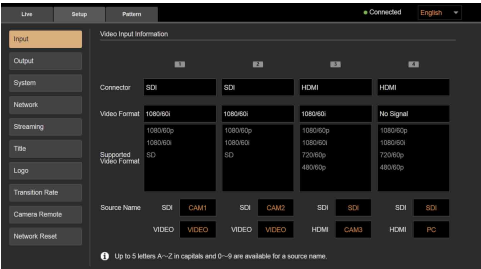 Live Setup Pattern Connected English
Input
Output
System
Network
Streaming
Title
Logo
Transition Rate
Camera Remote
Network Reset
Video Input Information
1 2 3 4
Connector SDI SDI HDMI HDMI
Video Format 1080/60i 1080/60i 1080/60i No Signal
Supported Video Format
1080/60p 1080/60p 1080/60p 1080/60p
1080/60i 1080/60i 1080/60i 1080/60i
SD SD 720/60p 720/60p
480/60p 480/60p
Source Name SDI CAM1 SDI CAM2 SDI SDI SDI SDI
VIDEO VIDEO VIDEO VIDEO HDMI CAM3 HDMI PC
Up to 5 letters A～Z in capitals and 0～9 are available for a source name.